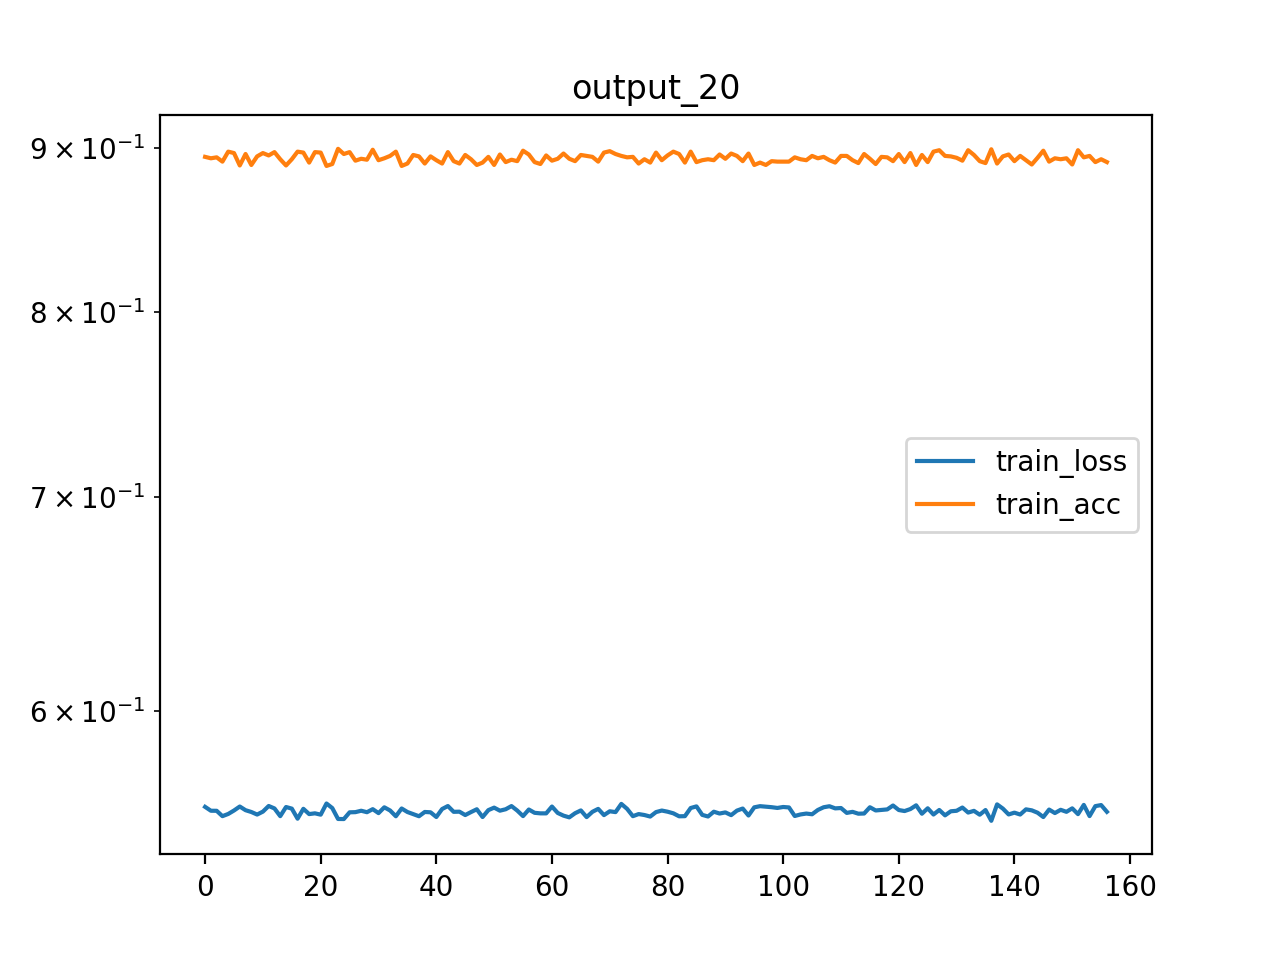 output_20
9 × 10⁻¹
8 × 10⁻¹
7 × 10⁻¹
6 × 10⁻¹
train_loss
train_acc
0 20 40 60 80 100 120 140 160